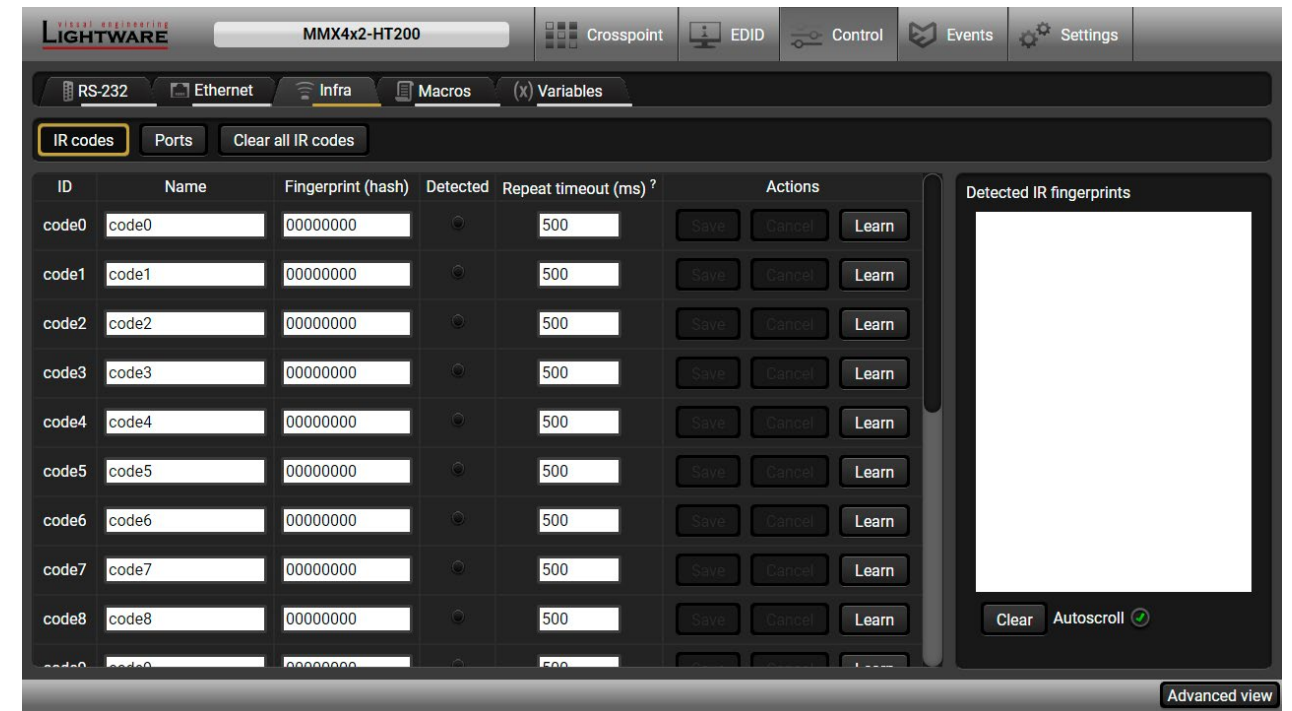 visual engineering
LIGHTWARE MMX4x2-HT200 Crosspoint EDID Control Events Settings
RS-232 Ethernet Infra Macros (x) Variables
IR codes Ports Clear all IR codes
ID Name Fingerprint (hash) Detected Repeat timeout (ms) ? Actions Detected IR fingerprints
code0 code0 00000000 500 Save Cancel Learn
code1 code1 00000000 500 Save Cancel Learn
code2 code2 00000000 500 Save Cancel Learn
code3 code3 00000000 500 Save Cancel Learn
code4 code4 00000000 500 Save Cancel Learn
code5 code5 00000000 500 Save Cancel Learn
code6 code6 00000000 500 Save Cancel Learn
code7 code7 00000000 500 Save Cancel Learn
code8 code8 00000000 500 Save Cancel Learn Clear Autoscroll
Advanced view